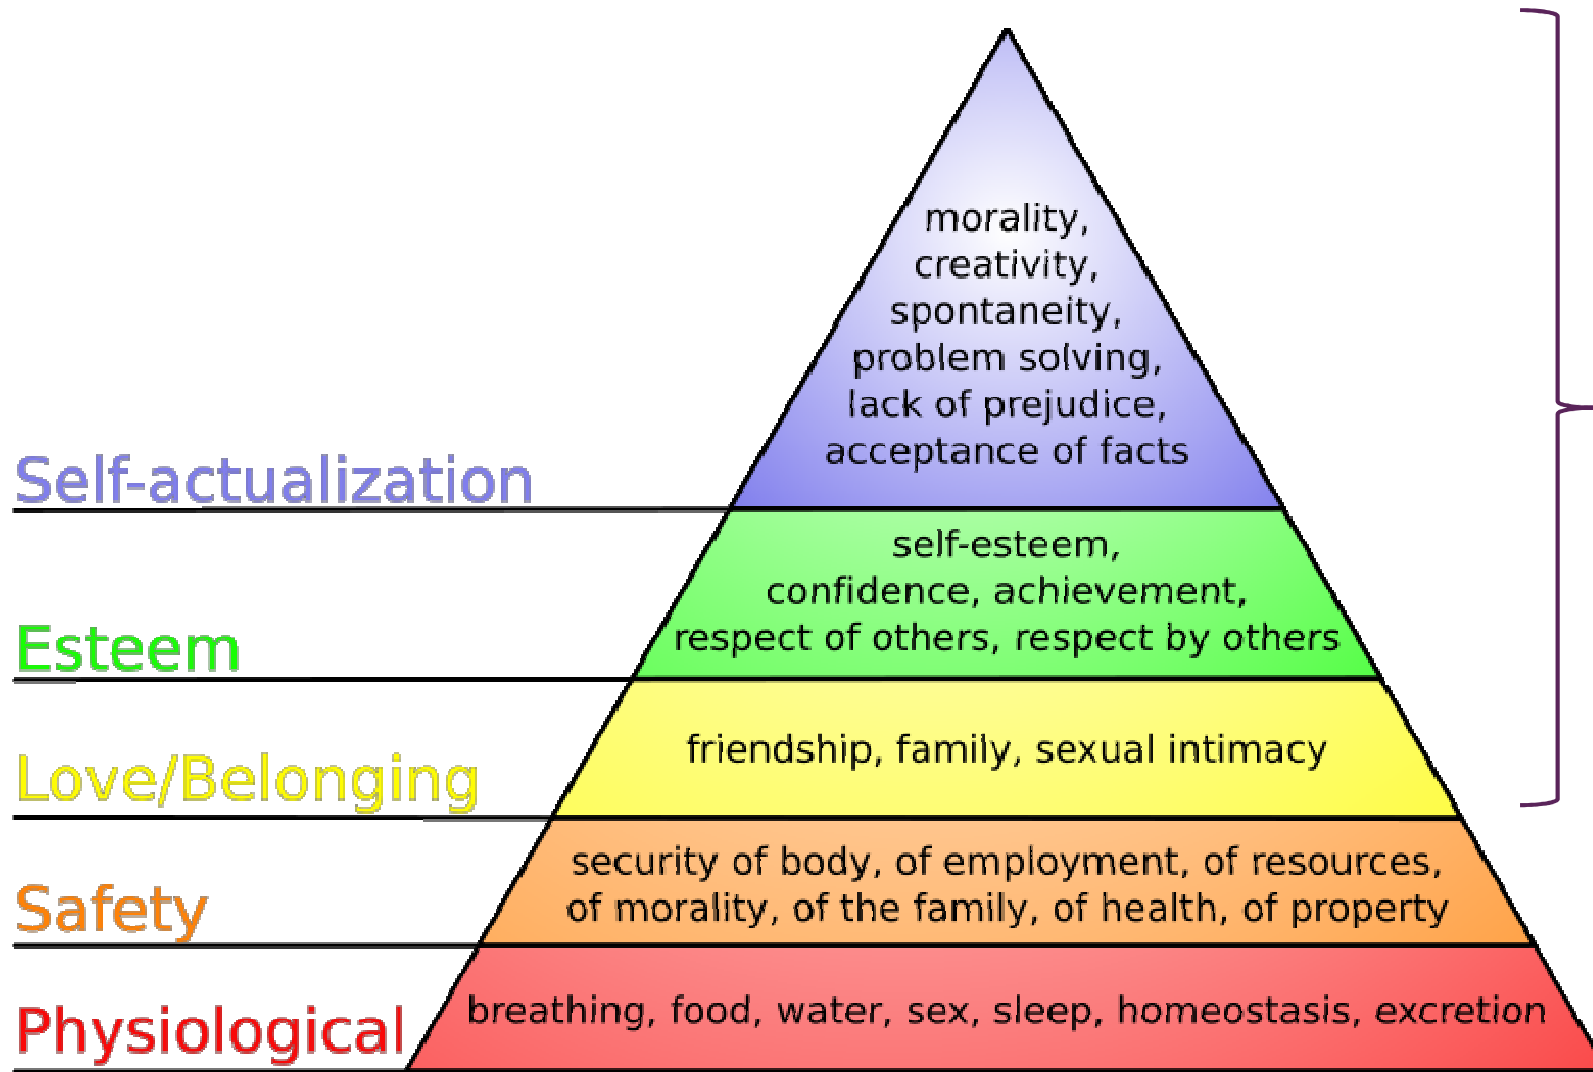 morality,
creativity,
spontaneity,
problem solving,
lack of prejudice,
acceptance of facts
Self-actualization
self-esteem,
confidence, achievement,
respect of others, respect by others
Esteem
friendship, family, sexual intimacy
Love/Belonging
security of body, of employment, of resources,
of morality, of the family, of health, of property
Safety
breathing, food, water, sex, sleep, homeostasis, excretion
Physiological